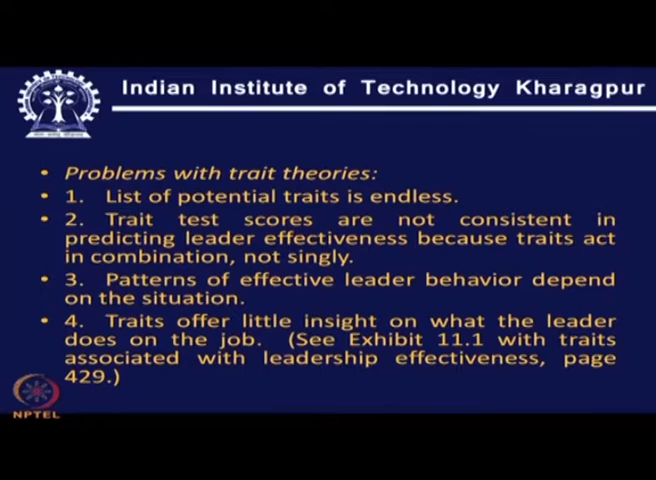 Indian Institute of Technology Kharagpur
• Problems with trait theories:
• 1. List of potential traits is endless.
• 2. Trait test scores are not consistent in
predicting leader effectiveness because traits act
in combination, not singly.
• 3. Patterns of effective leader behavior depend
on the situation.
• 4. Traits offer little insight on what the leader
does on the job. (See Exhibit 11.1 with traits
associated with leadership effectiveness, page
429.)
NPTEL